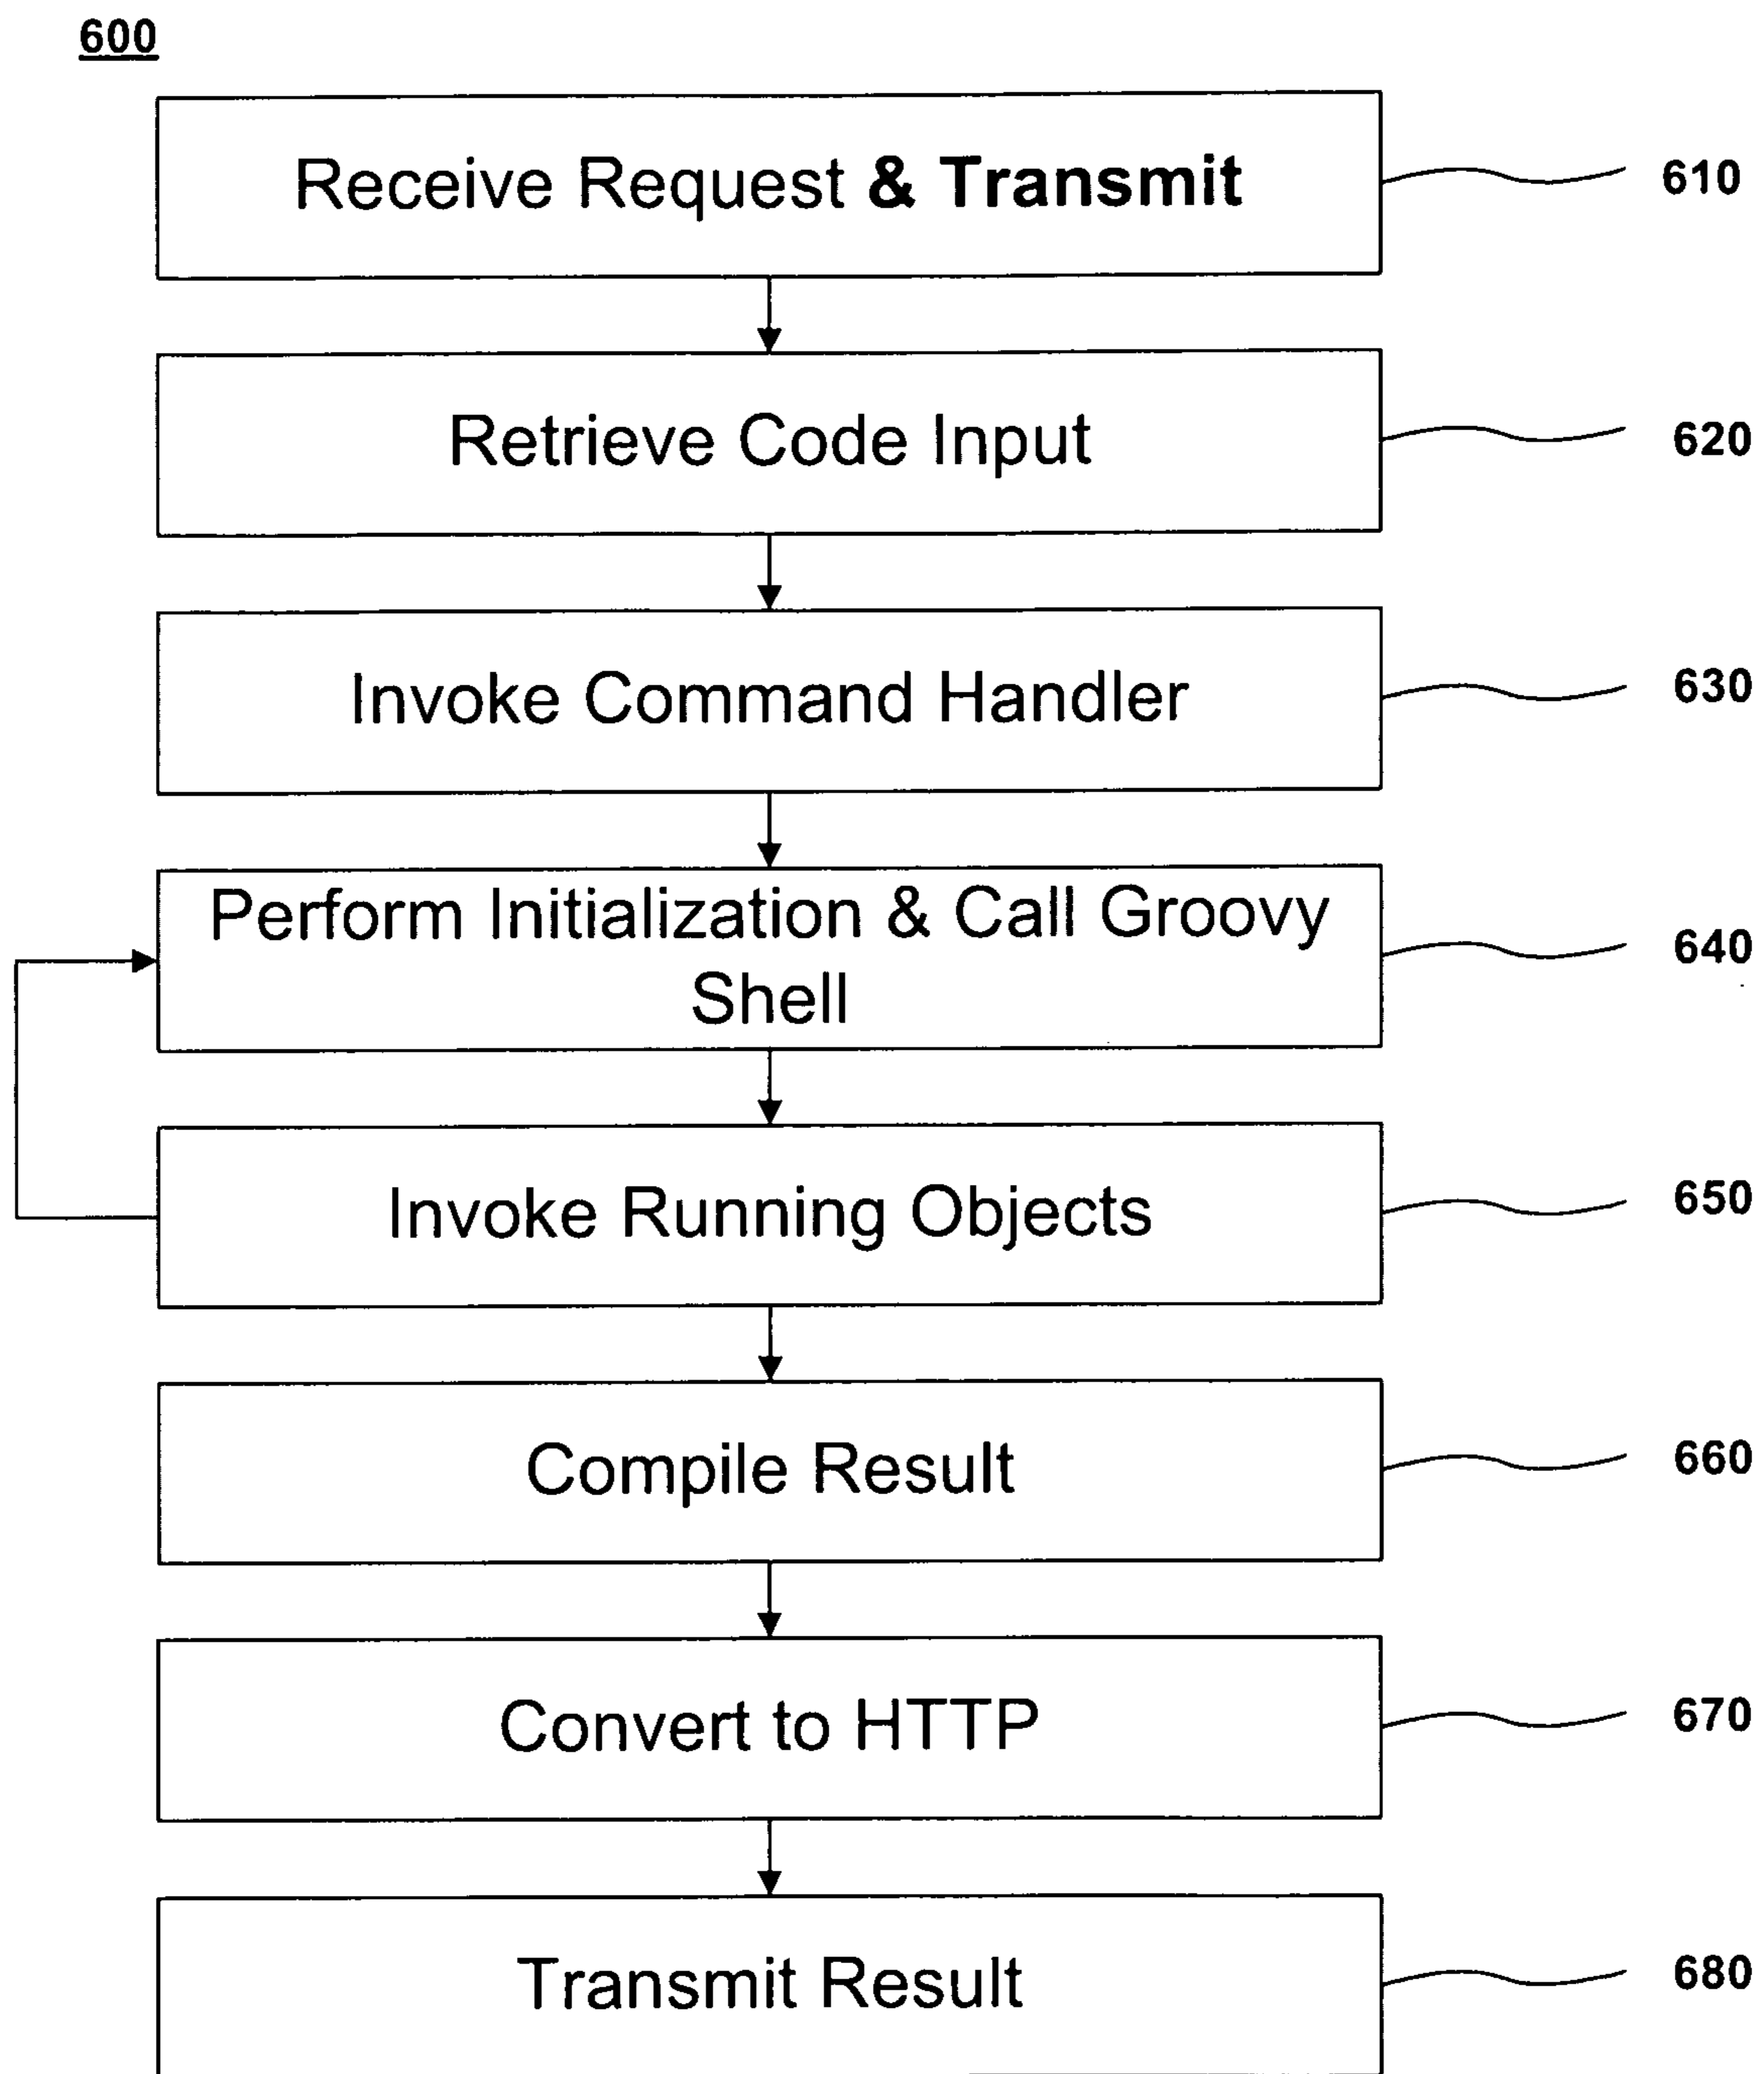 600
Receive Request & Transmit
610
Retrieve Code Input
620
Invoke Command Handler
630
Perform Initialization & Call Groovy
Shell
640
Invoke Running Objects
650
Compile Result
660
Convert to HTTP
670
Transmit Result
680